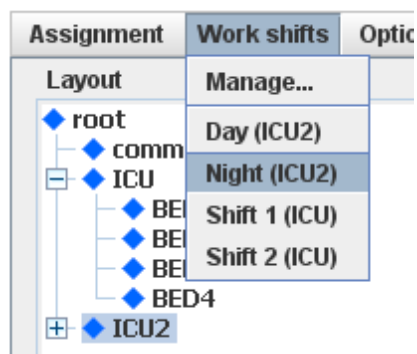 Assignment Work shifts
Layout
Manage...
root
Day (ICU2)
ICU
Night (ICU2)
Shift 1 (ICU)
Shift 2 (ICU)
BED4
ICU2